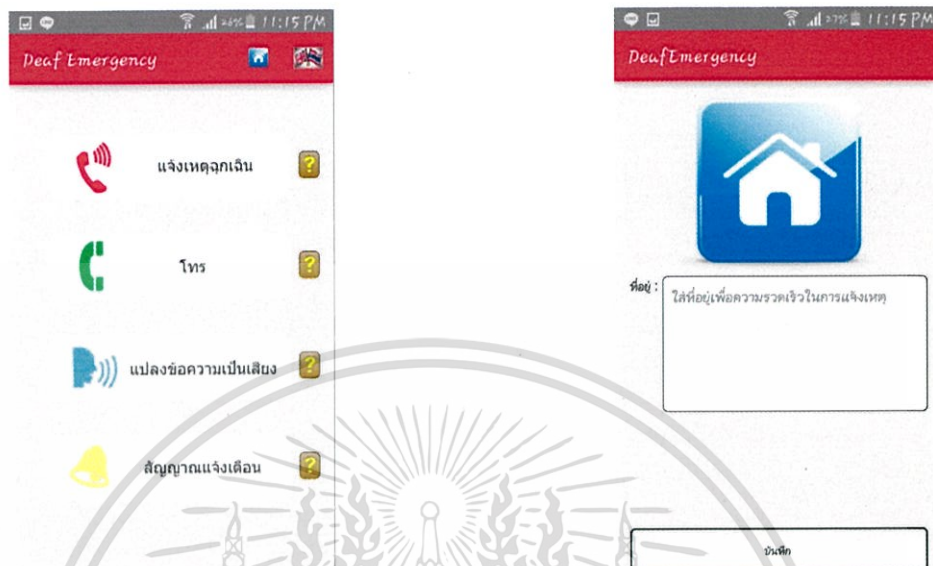 11:15 PM
Deaf Emergency
แจ้งเหตุฉุกเฉิน
?
โทร
?
แปลงข้อความเป็นเสียง
?
สัญญาณแจ้งเตือน
?
11:15 PM
DeafEmergency
ที่อยู่ :
ใส่ที่อยู่เพื่อความรวดเร็วในการแจ้งเหตุ
บันทึก